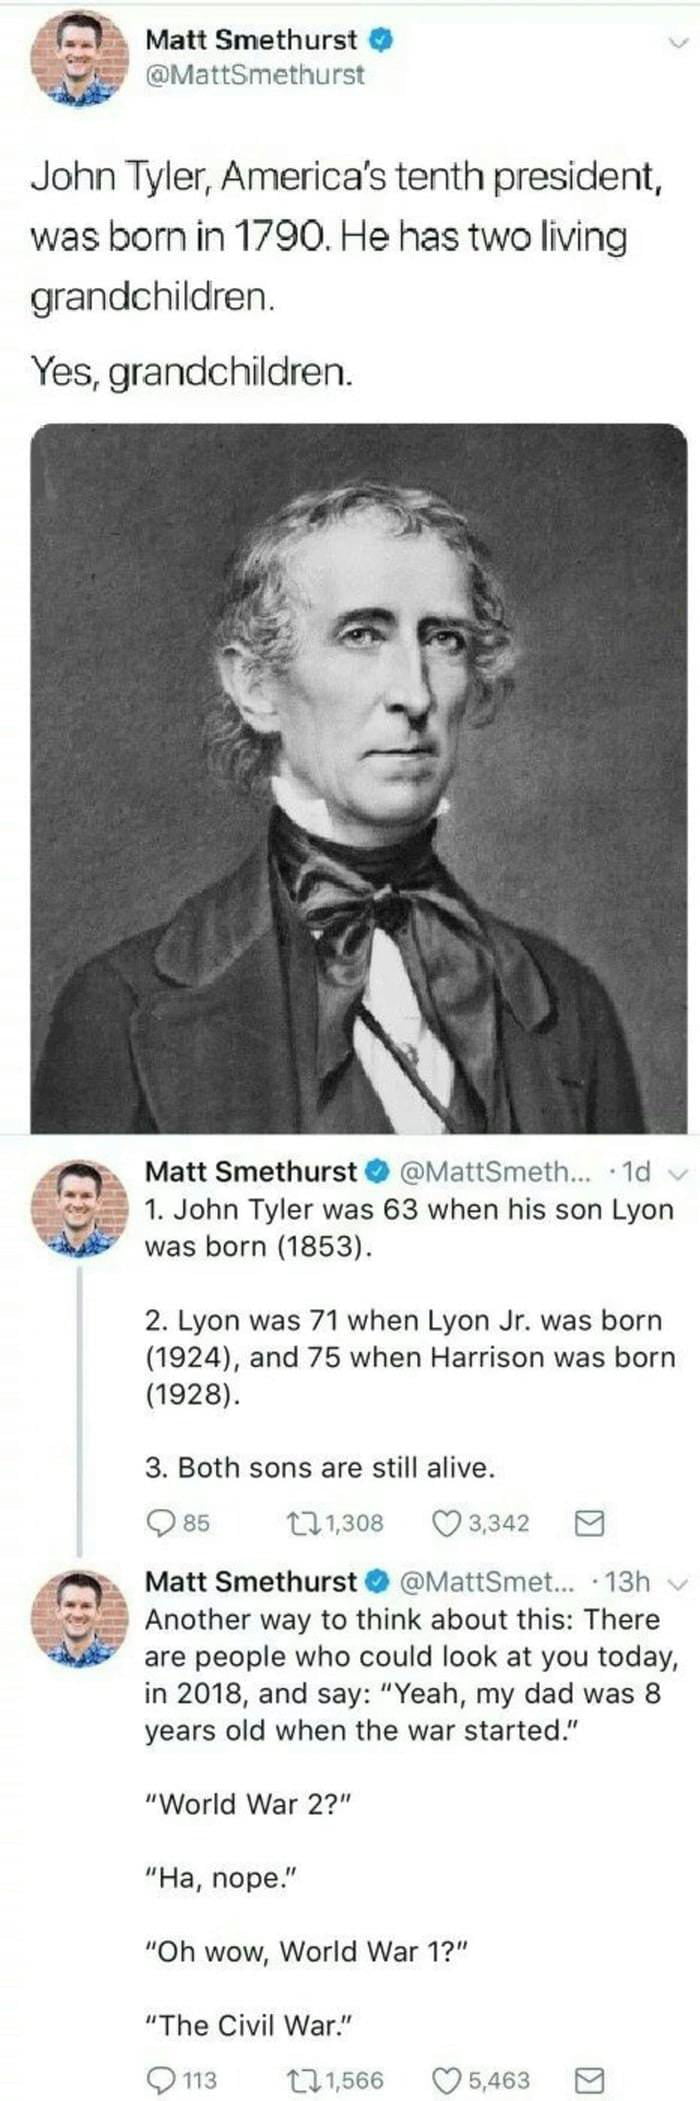 Matt Smethurst
@MattSmethurst
John Tyler, America's tenth president,
was born in 1790. He has two living
grandchildren.
Yes, grandchildren.
Matt Smethurst @MattSmeth... · 1d
1. John Tyler was 63 when his son Lyon
was born (1853).
2. Lyon was 71 when Lyon Jr. was born
(1924), and 75 when Harrison was born
(1928).
3. Both sons are still alive.
85 1,308 3,342
Matt Smethurst @MattSmet... · 13h
Another way to think about this: There
are people who could look at you today,
in 2018, and say: "Yeah, my dad was 8
years old when the war started."
"World War 2?"
"Ha, nope."
"Oh wow, World War 1?"
"The Civil War."
113 1,566 5,463